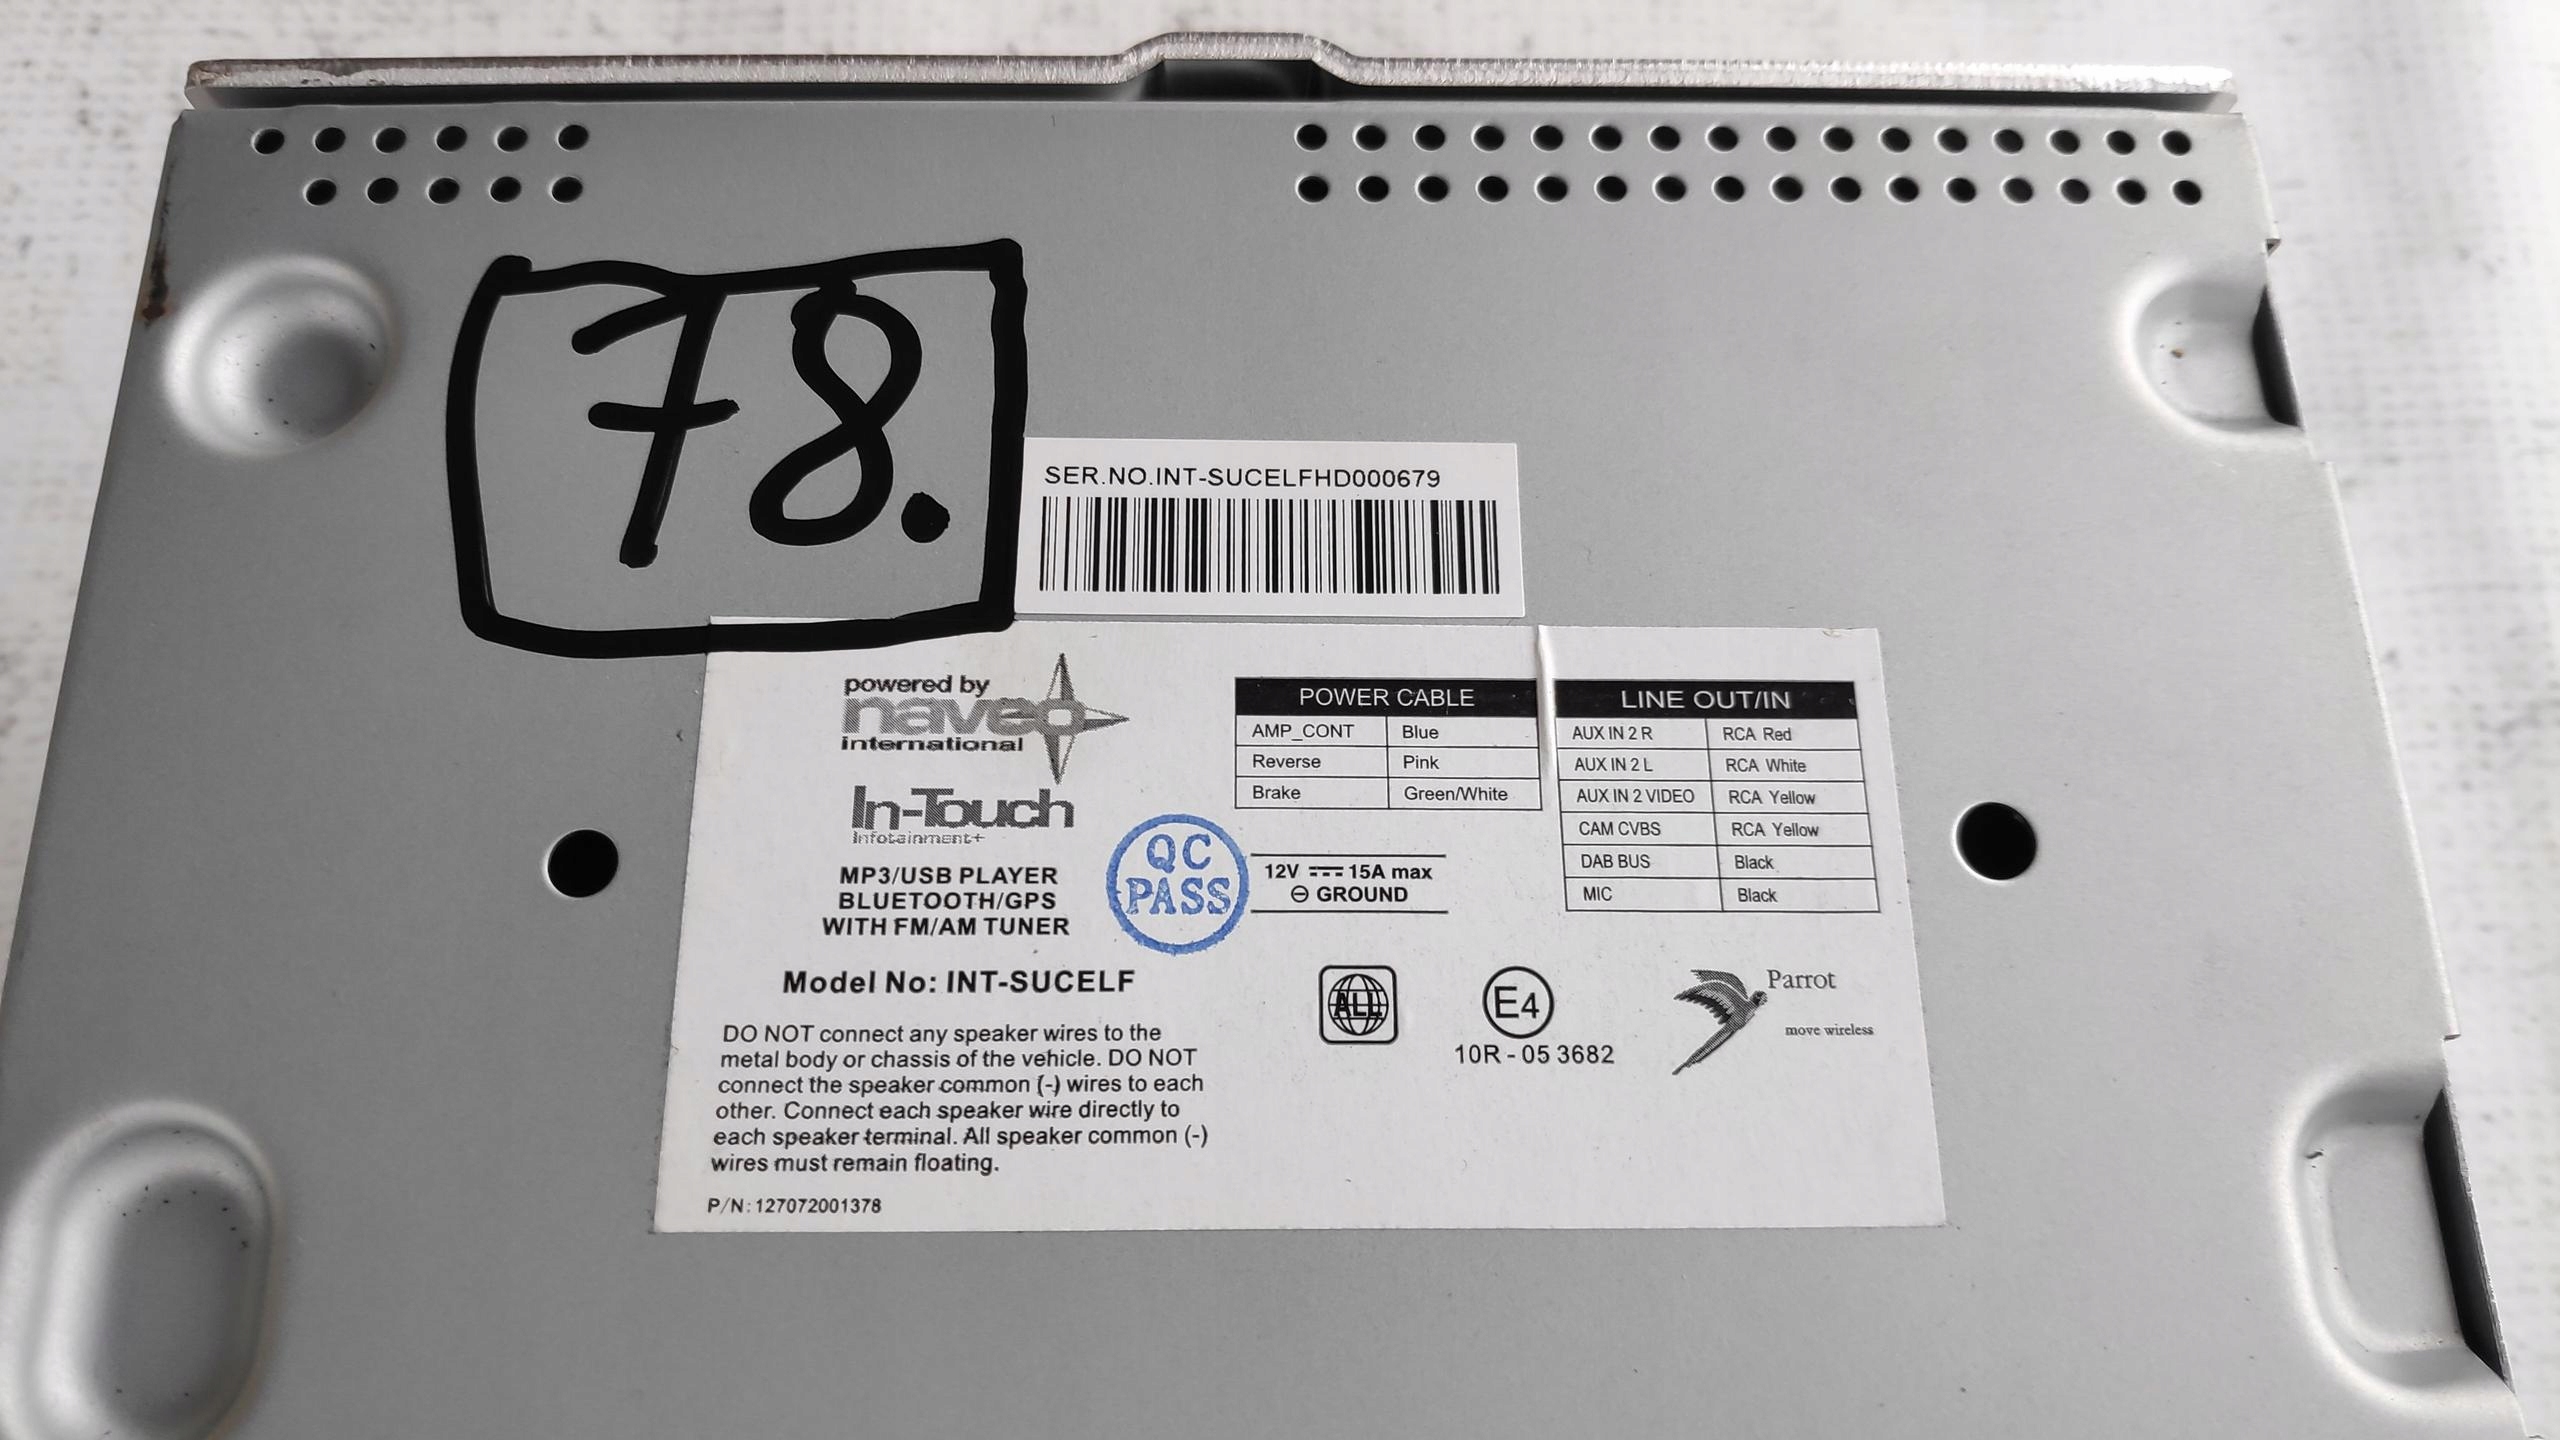 78.
SER.NO.INT-SUCELFHD000679
powered by
naveo
international
In-Touch
Infotainment+
MP3/USB PLAYER
BLUETOOTH/GPS
WITH FM/AM TUNER
QC
PASS
Model No: INT-SUCELF
DO NOT connect any speaker wires to the
metal body or chassis of the vehicle. DO NOT
connect the speaker common (-) wires to each
other. Connect each speaker wire directly to
each speaker terminal. All speaker common (-)
wires must remain floating.
P/N: 127072001378
POWER CABLE
AMP_CONT Blue
Reverse Pink
Brake Green/White
12V ⎓ 15A max
⊖ GROUND
LINE OUT/IN
AUX IN 2 R RCA Red
AUX IN 2 L RCA White
AUX IN 2 VIDEO RCA Yellow
CAM CVBS RCA Yellow
DAB BUS Black
MIC Black
ALL
E4
10R - 05 3682
Parrot
move wireless